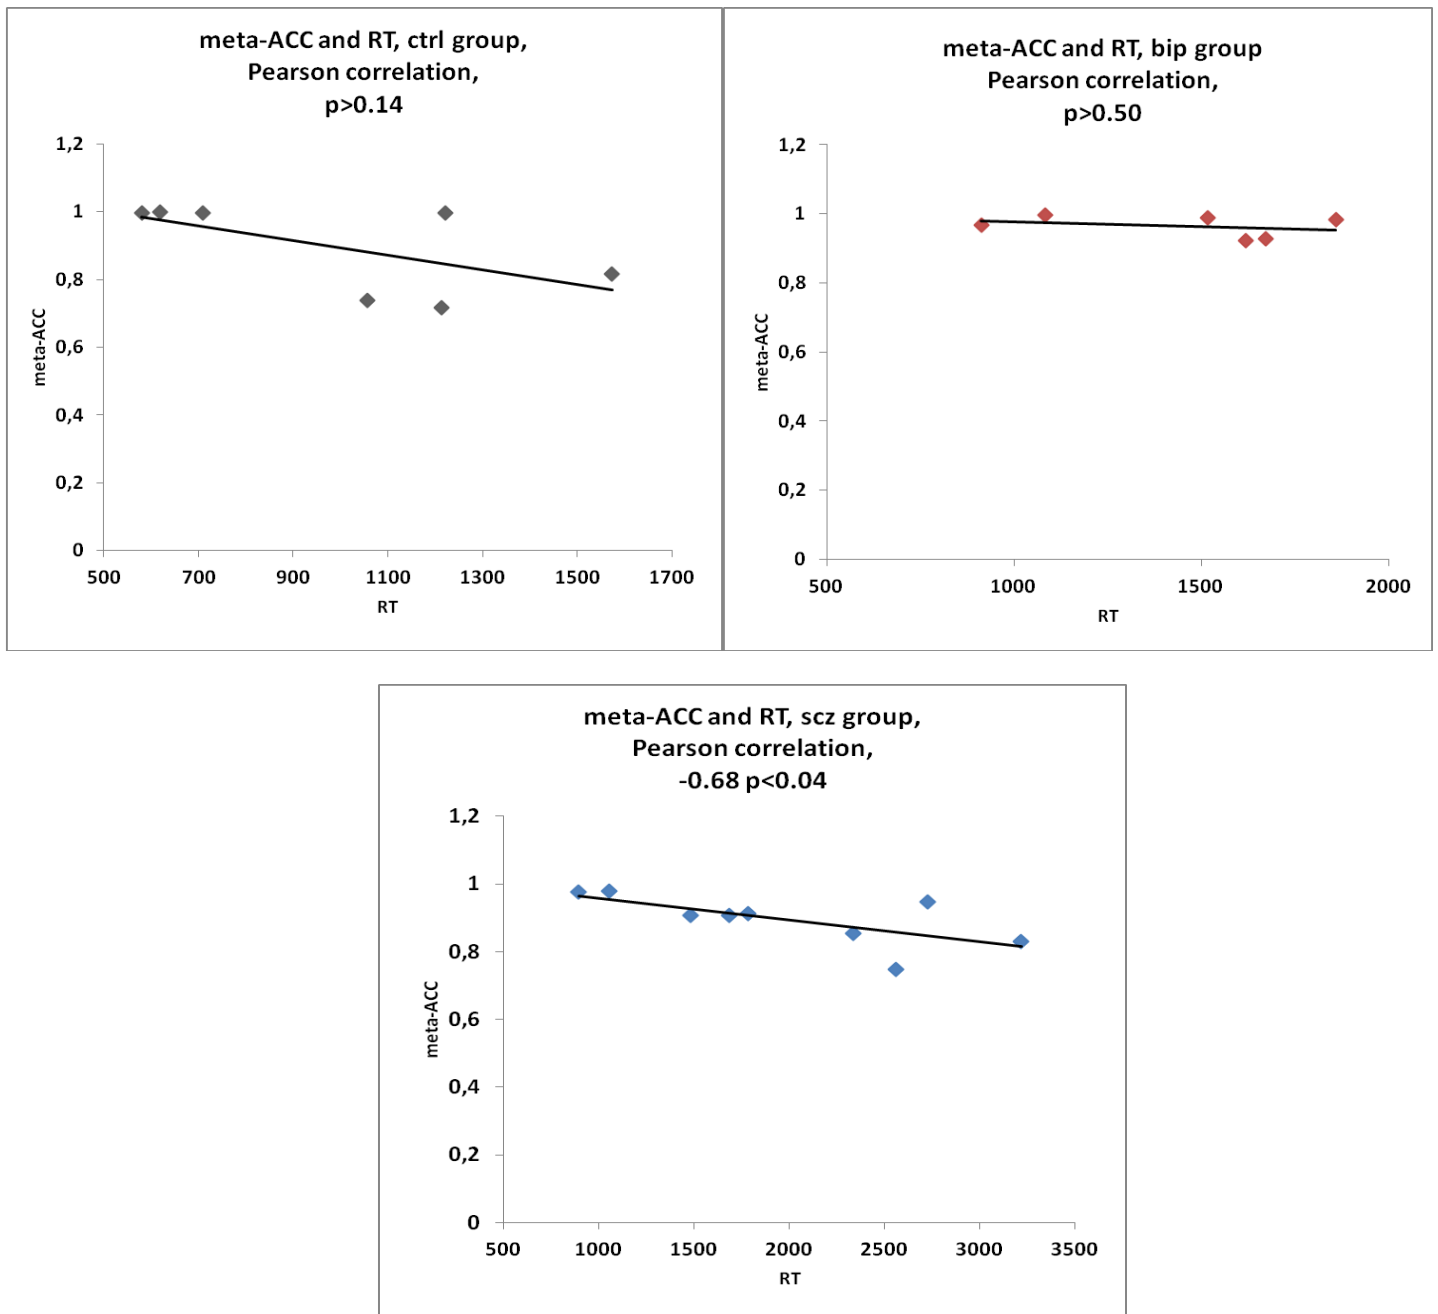 meta-ACC and RT, ctrl group,
Pearson correlation,
p>0.14
1,2
1
0,8
0,6
0,4
0,2
0
meta-ACC
500 700 900 1100 1300 1500 1700
RT
meta-ACC and RT, bip group
Pearson correlation,
p>0.50
1,2
1
0,8
0,6
0,4
0,2
0
meta-ACC
500 1000 1500 2000
RT
meta-ACC and RT, scz group,
Pearson correlation,
-0.68 p<0.04
1,2
1
0,8
0,6
0,4
0,2
0
meta-ACC
500 1000 1500 2000 2500 3000 3500
RT